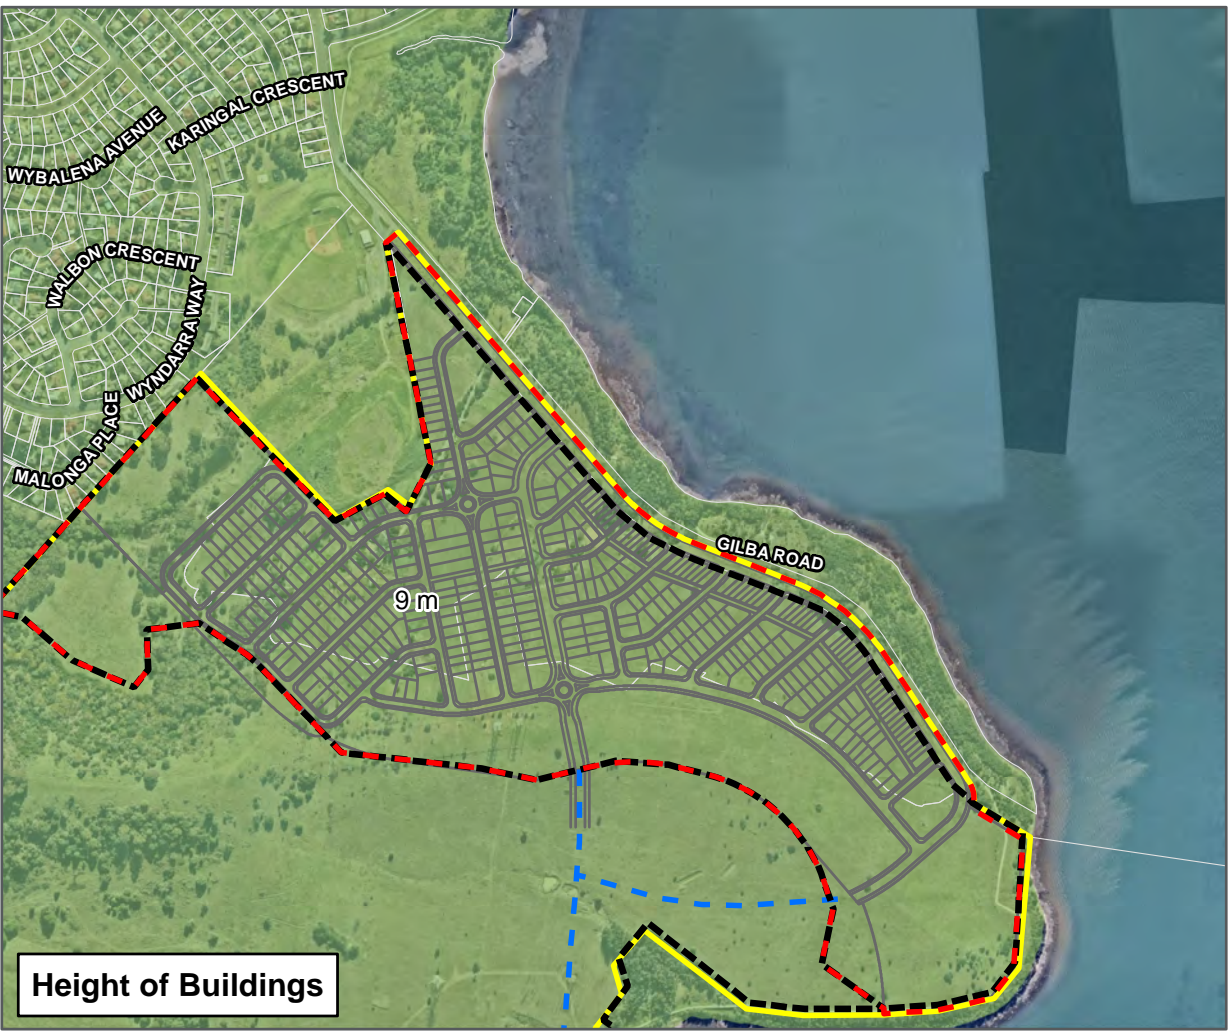 KARINGAL CRESCENT
WYBALENA AVENUE
WALBON CRESCENT
WYNDARRA WAY
MALONGA PLACE
GILBA ROAD
9 m
Height of Buildings